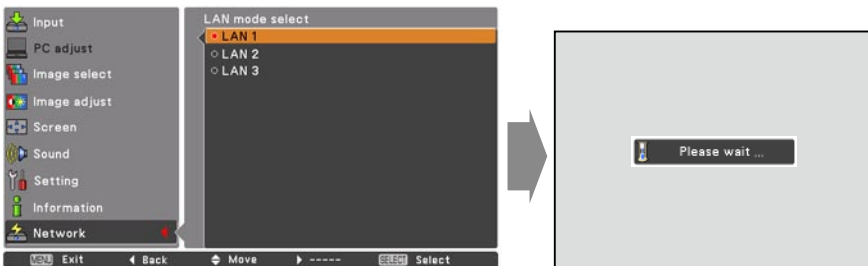 Input
PC adjust
Image select
Image adjust
Screen
Sound
Setting
Information
Network
LAN mode select
LAN 1
LAN 2
LAN 3
MENU Exit Back Move ----- SELECT Select
Please wait ...